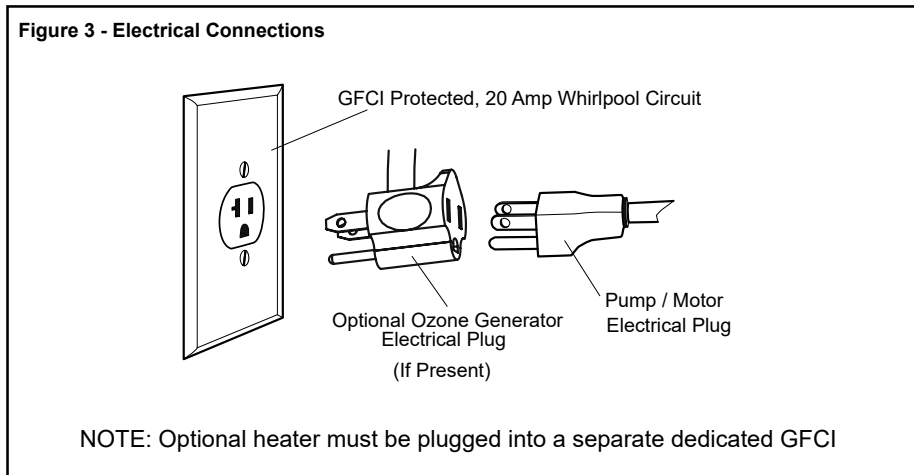 Figure 3 - Electrical Connections
GFCI Protected, 20 Amp Whirlpool Circuit
Optional Ozone Generator
Electrical Plug
(If Present)
Pump / Motor
Electrical Plug
NOTE: Optional heater must be plugged into a separate dedicated GFCI